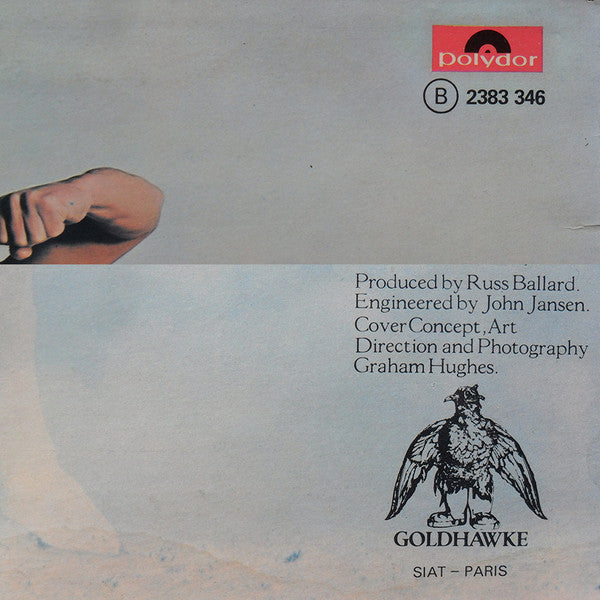 polydor
B 2383 346
Produced by Russ Ballard.
Engineered by John Jansen.
Cover Concept, Art
Direction and Photography
Graham Hughes.
GOLDHAWKE
SIAT – PARIS